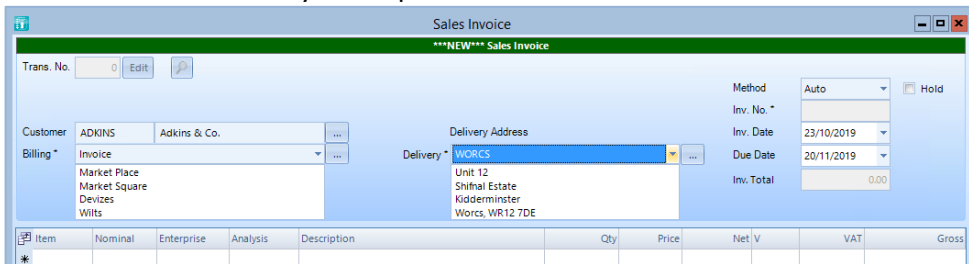 Sales Invoice
***NEW*** Sales Invoice
Trans. No. 0 Edit
Method Auto Hold
Inv. No. *
Customer ADKINS Adkins & Co. ... Delivery Address Inv. Date 23/10/2019
Billing * Invoice ... Delivery * WORCS ... Due Date 20/11/2019
Market Place Unit 12 Inv. Total 0.00
Market Square Shifnal Estate
Devizes Kidderminster
Wilts Worcs, WR12 7DE
Item Nominal Enterprise Analysis Description Qty Price Net V VAT Gross
*